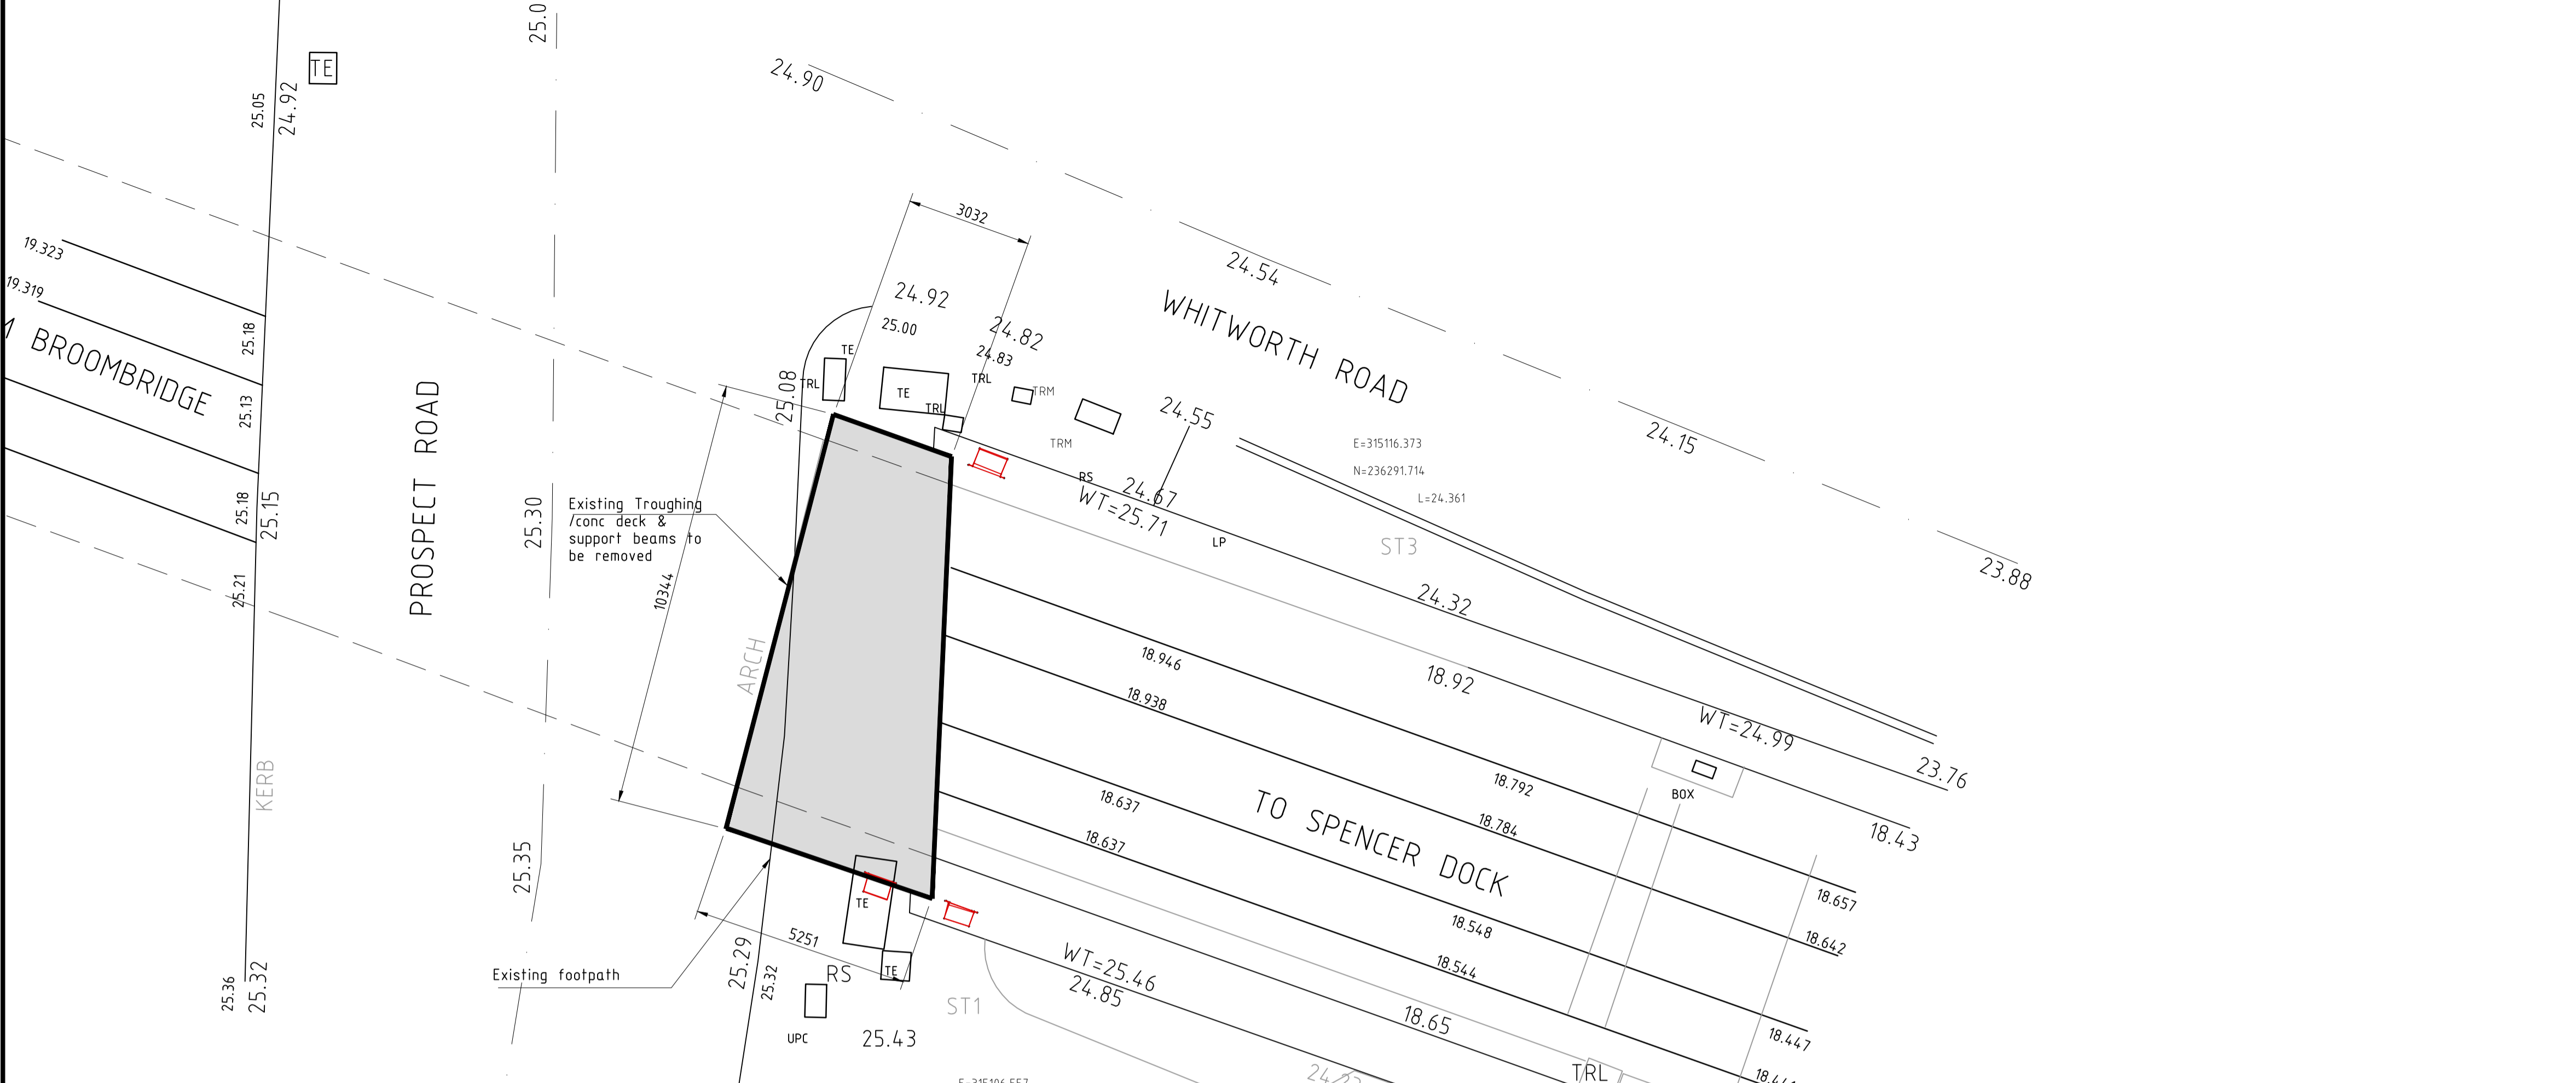 25.0
TE
24.90
25.05
24.92
3032
19.323
24.54
19.319
24.92
WHITWORTH ROAD
25.00
24.82
25.18
24.83
TE
BROOMBRIDGE
25.08
TRL
TE
TRL
TRM
TRL
24.55
25.13
PROSPECT ROAD
24.15
TRM
E=315116.373
N=236291.714
RS
24.67
L=24.361
25.18
25.15
25.30
Existing Troughing
/conc deck &
support beams to
be removed
WT=25.71
LP
ST3
23.88
25.21
10344
24.32
ARCH
18.946
18.92
18.938
WT=24.99
23.76
KERB
18.792
BOX
18.637
TO SPENCER DOCK
18.784
18.43
18.637
25.35
18.657
TE
18.548
5251
18.642
25.29
WT=25.46
18.544
Existing footpath
RS
TE
25.32
24.85
25.36
25.32
ST1
18.65
UPC
25.43
18.447
TRL